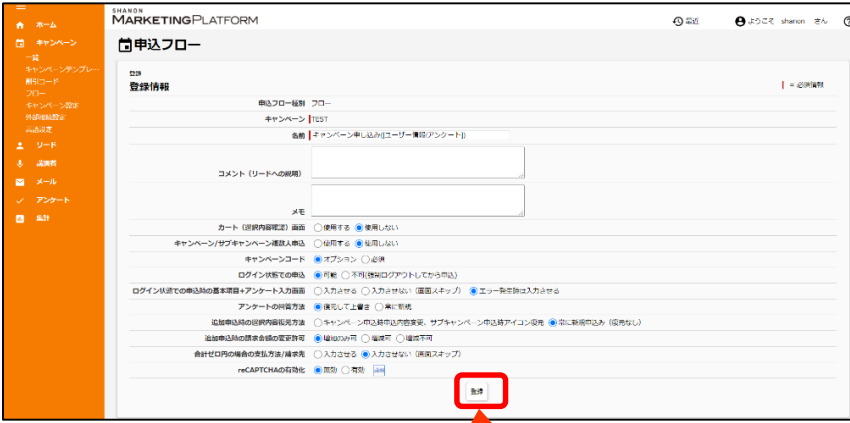 SHANON
MARKETINGPLATFORM
最近
ようこそ shanon さん
ホーム
キャンペーン
一覧
キャンペーンテンプレー
割引コード
フロー
キャンペーン設定
外部接続設定
高度設定
リード
講演者
メール
アンケート
集計
申込フロー
登録
登録情報
= 必須情報
申込フロー種別 フロー
キャンペーン TEST
名前 キャンペーン申し込み([ユーザー情報/アンケート])
コメント（リードへの説明）
メモ
カート（選択内容確認）画面 使用する 使用しない
キャンペーン/サブキャンペーン複数人申込 使用する 使用しない
キャンペーンコード オプション 必須
ログイン状態での申込 可能 不可(強制ログアウトしてから申込)
ログイン状態での申込時の基本項目+アンケート入力画面 入力させる 入力させない（画面スキップ） エラー発生時は入力させる
アンケートの回答方法 復元して上書き 常に新規
追加申込時の選択内容復元方法 キャンペーン申込時申込内容変更、サブキャンペーン申込時アイコン復元 常に新規申込み（復元なし）
追加申込時の請求金額の変更許可 増加のみ可 増減可 増減不可
合計ゼロ円の場合の支払方法/請求先 入力させる 入力させない（画面スキップ）
reCAPTCHAの有効化 無効 有効
登録